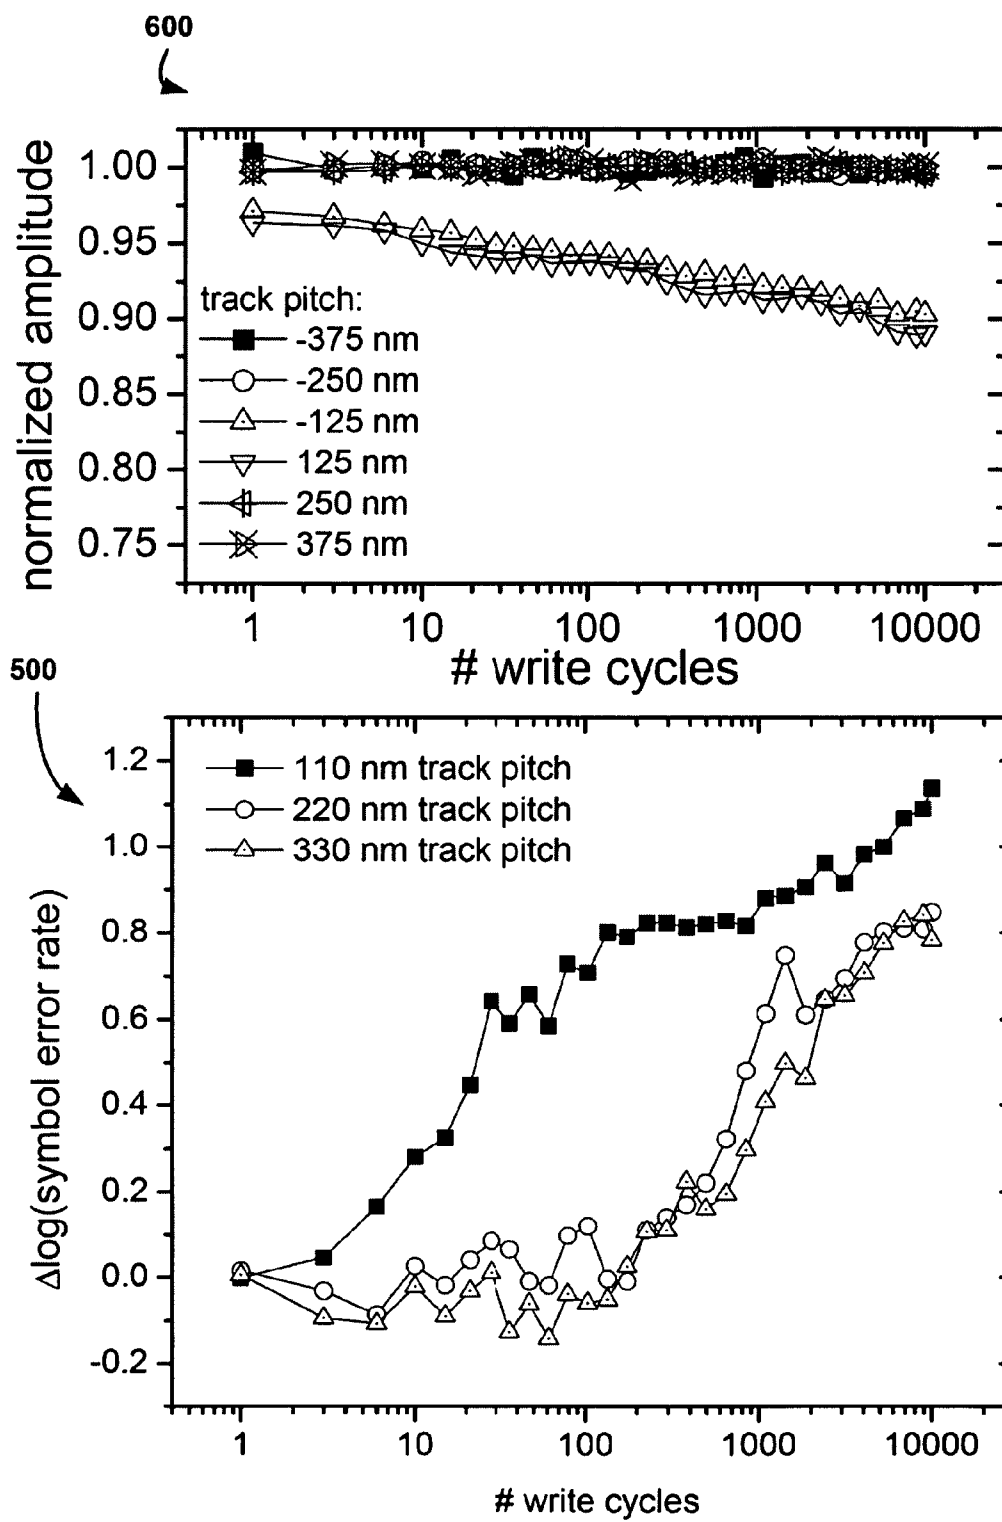 600
normalized amplitude
1.00
0.95
0.90
0.85
0.80
0.75
track pitch:
-375 nm
-250 nm
-125 nm
125 nm
250 nm
375 nm
1 10 100 1000 10000
# write cycles
500
Δlog(symbol error rate)
1.2
1.0
0.8
0.6
0.4
0.2
0.0
-0.2
110 nm track pitch
220 nm track pitch
330 nm track pitch
1 10 100 1000 10000
# write cycles